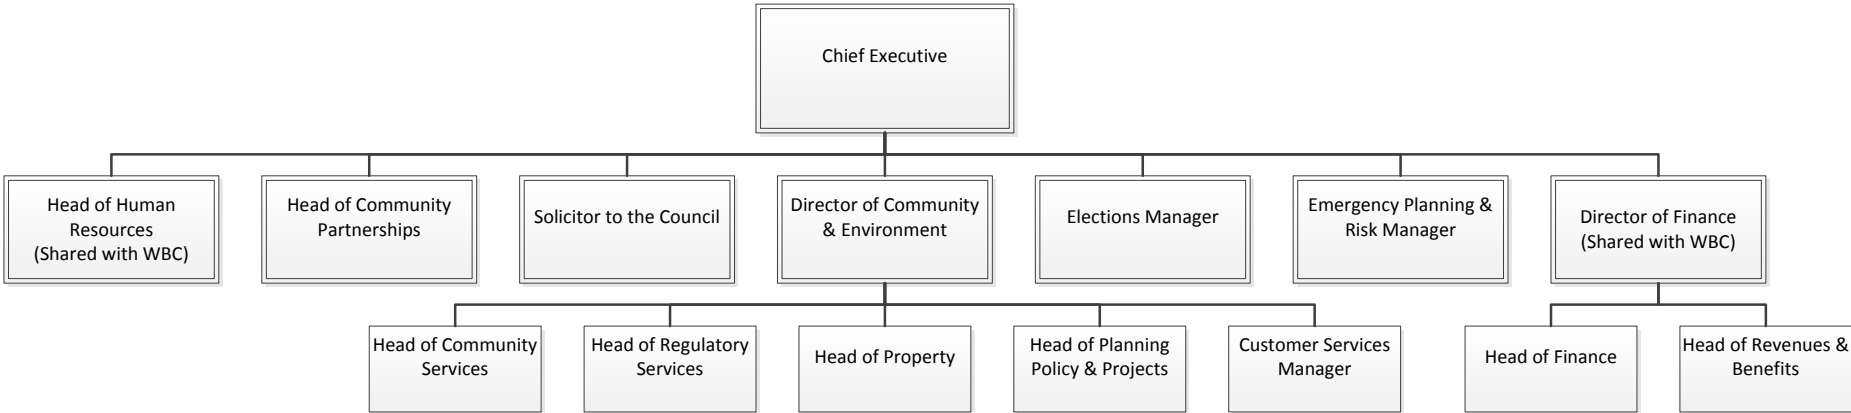 Chief Executive
Head of Human
Resources
(Shared with WBC)
Head of Community
Partnerships
Solicitor to the Council
Director of Community
& Environment
Elections Manager
Emergency Planning &
Risk Manager
Director of Finance
(Shared with WBC)
Head of Community
Services
Head of Regulatory
Services
Head of Property
Head of Planning
Policy & Projects
Customer Services
Manager
Head of Finance
Head of Revenues &
Benefits